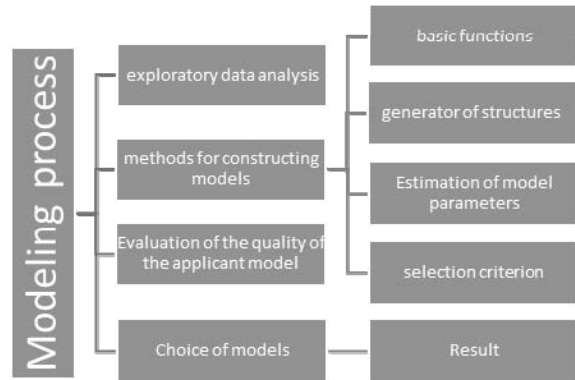 Modeling process
exploratory data analysis
methods for constructing
models
Evaluation of the quality of
the applicant model
Choice of models
basic functions
generator of structures
Estimation of model
parameters
selection criterion
Result